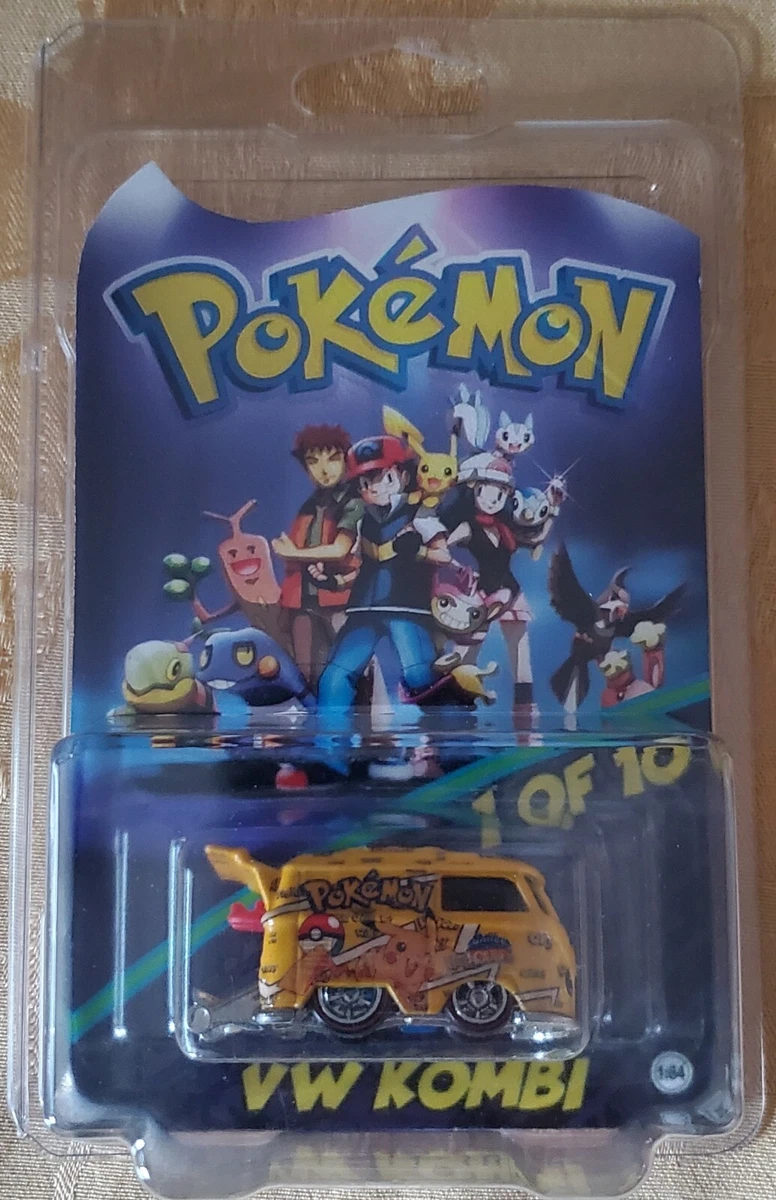 POKéMON
1 OF 10
POKéMON
VW KOMBI
1:64